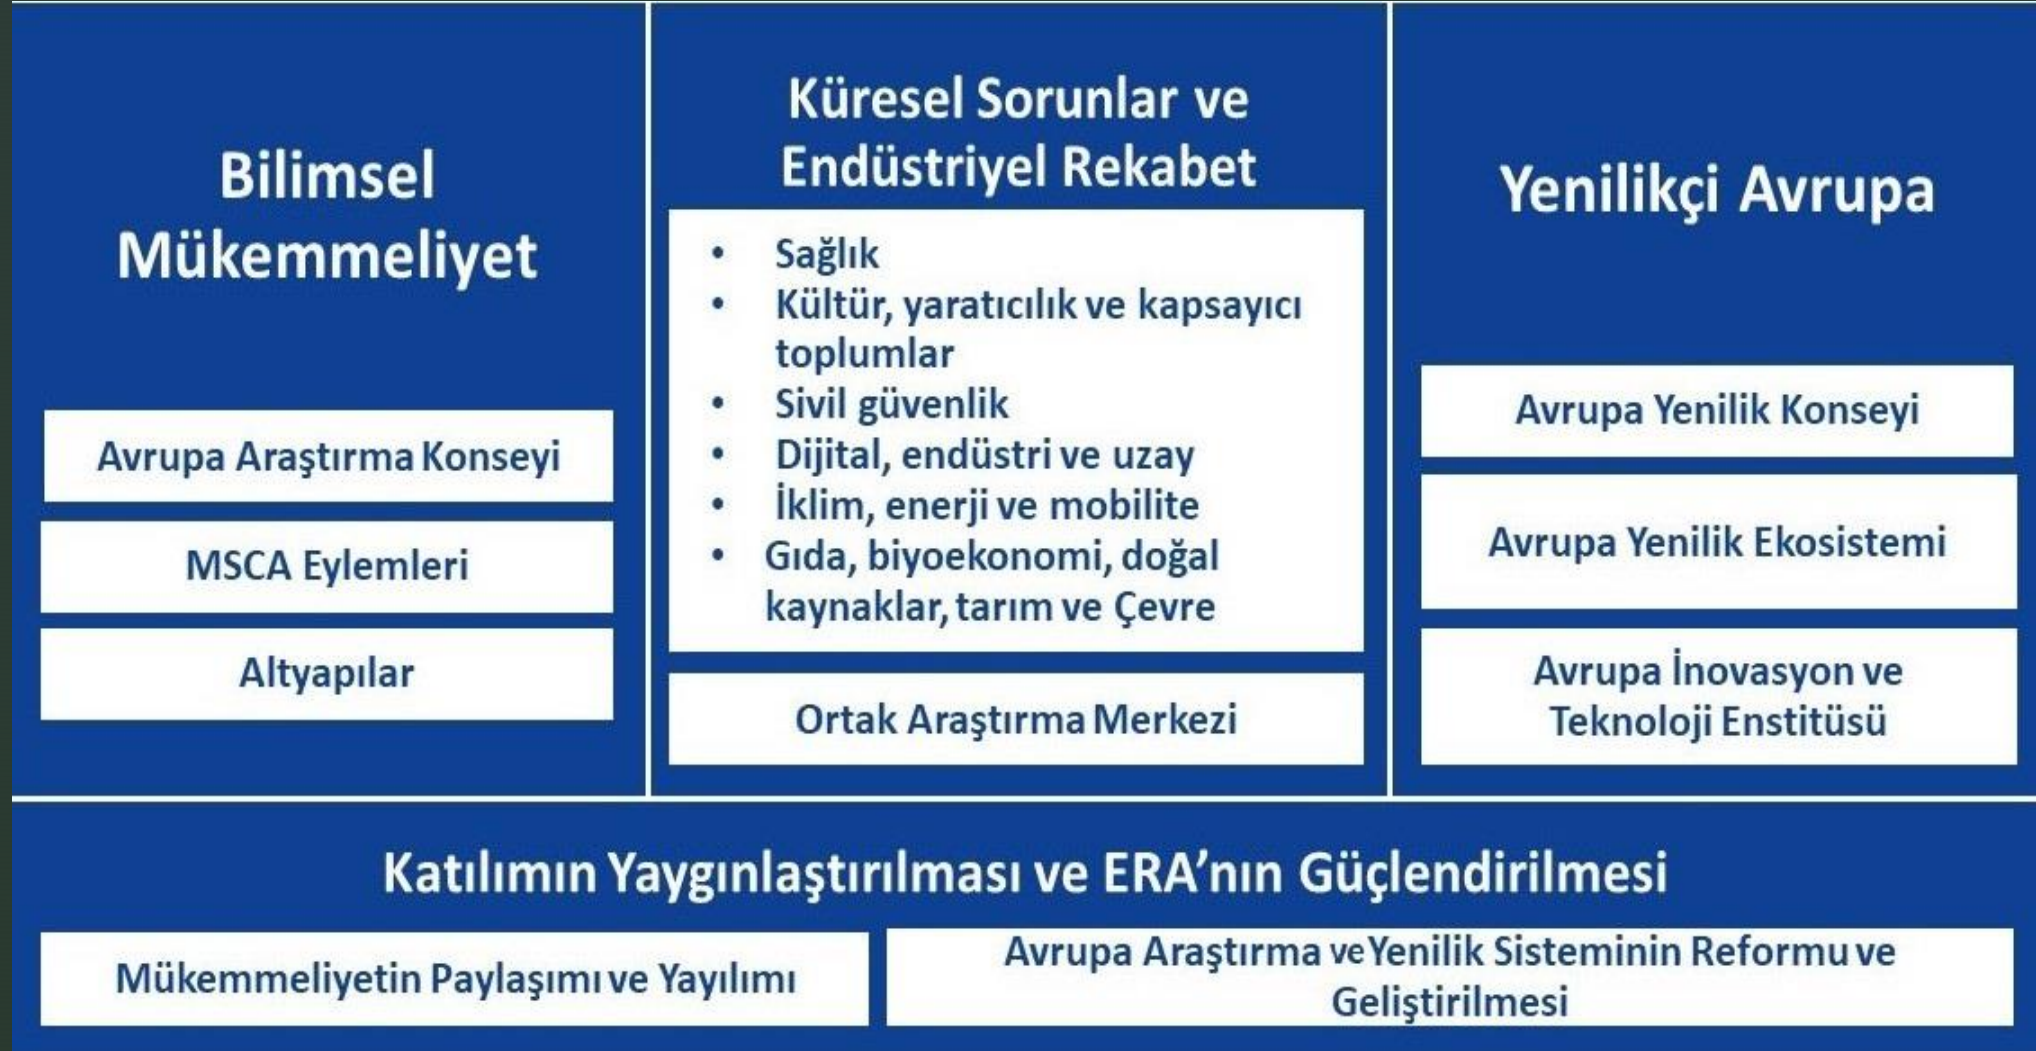 Bilimsel
Mükemmeliyet
Avrupa Araştırma Konseyi
MSCA Eylemleri
Altyapılar
Küresel Sorunlar ve
Endüstriyel Rekabet
• Sağlık
• Kültür, yaratıcılık ve kapsayıcı
toplumlar
• Sivil güvenlik
• Dijital, endüstri ve uzay
• İklim, enerji ve mobilite
• Gıda, biyoekonomi, doğal
kaynaklar, tarım ve Çevre
Ortak Araştırma Merkezi
Yenilikçi Avrupa
Avrupa Yenilik Konseyi
Avrupa Yenilik Ekosistemi
Avrupa İnovasyon ve
Teknoloji Enstitüsü
Katılımın Yaygınlaştırılması ve ERA’nın Güçlendirilmesi
Mükemmeliyetin Paylaşımı ve Yayılımı
Avrupa Araştırma ve Yenilik Sisteminin Reformu ve
Geliştirilmesi